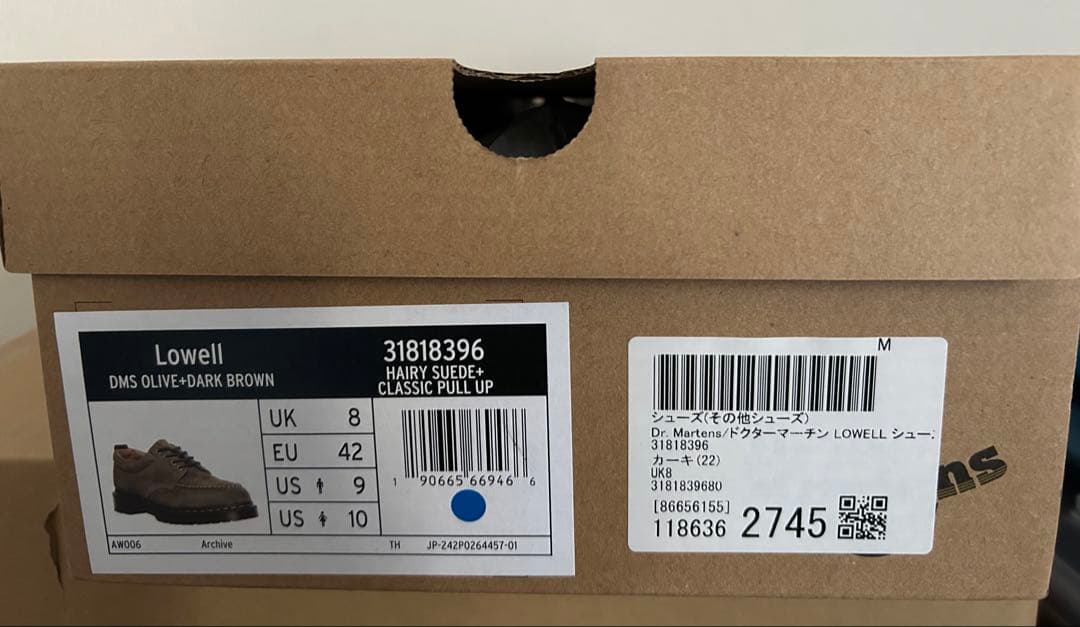 Lowell
DMS OLIVE+DARK BROWN
31818396
HAIRY SUEDE+
CLASSIC PULL UP
UK 8
EU 42
US 9
US 10
1 90665 66946 6
AW006 Archive TH JP-242P0264457-01
M
シューズ(その他シューズ)
Dr. Martens/ドクターマーチン LOWELL シュー
31818396
カーキ(22)
UK8
3181839680
[86656155]
118636 2745
ns